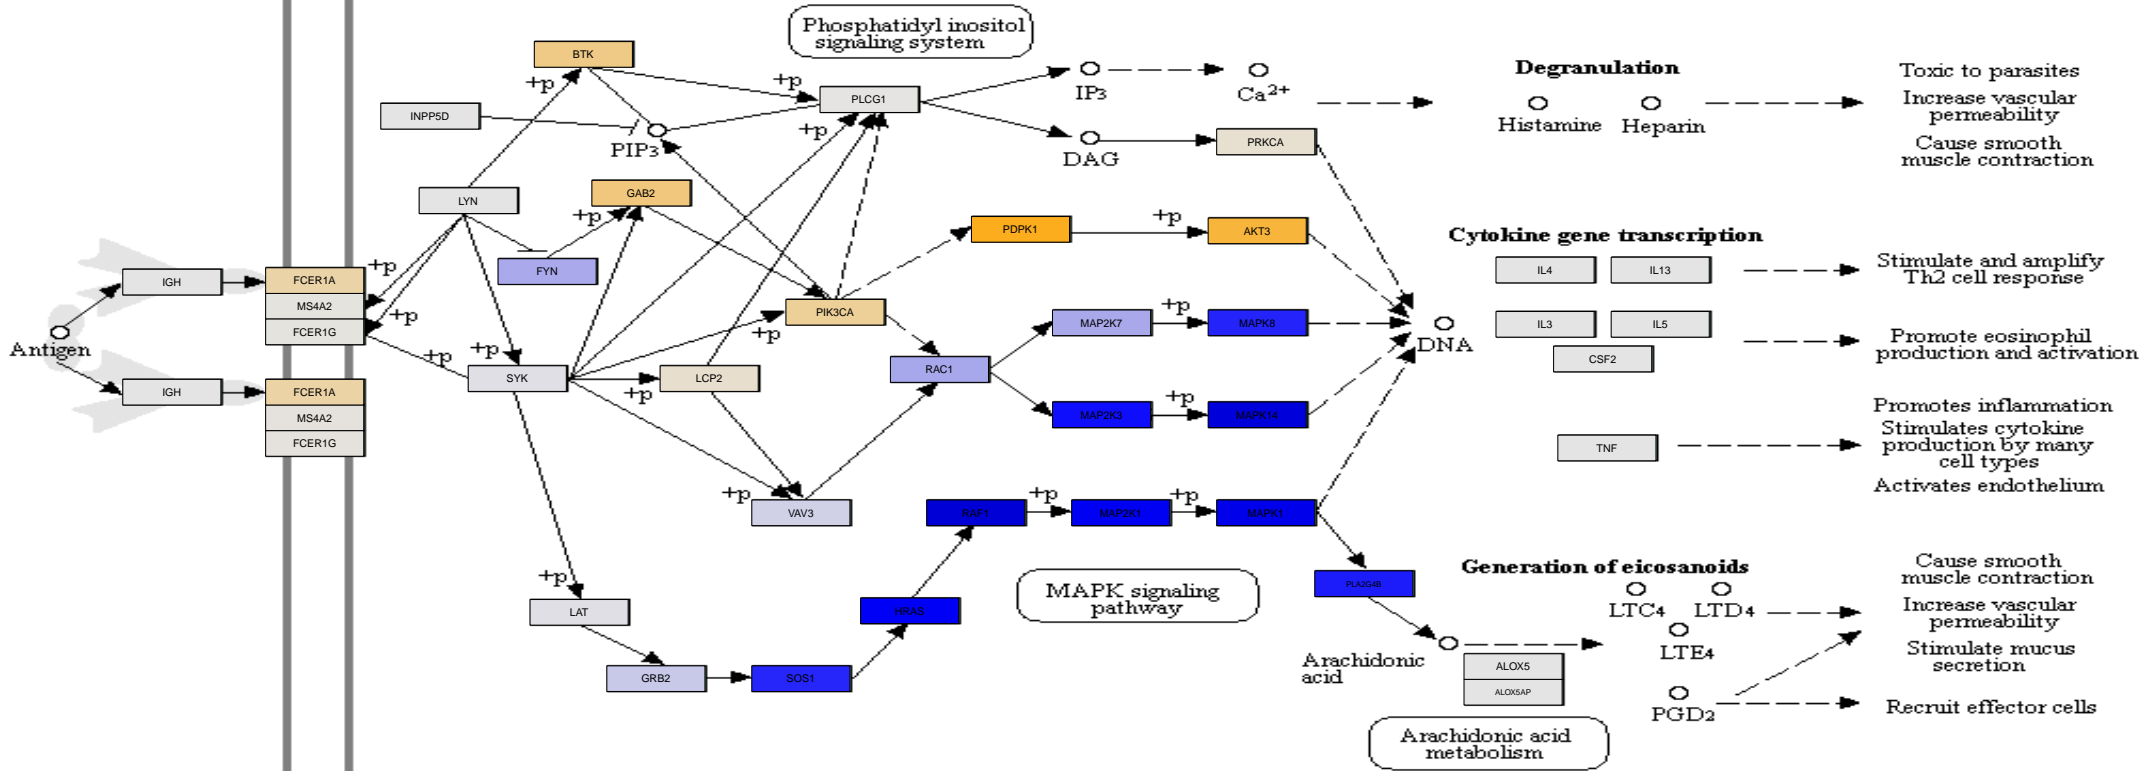 Phosphatidyl inositol
signaling system
BTK
+p
+p
PLCG1
INPP5D
+p
PIP3
IP3
Ca2+
DAG
PRKCA
Degranulation
Histamine
Heparin
Toxic to parasites
Increase vascular
permeability
Cause smooth
muscle contraction
LYN
GAB2
+p
FYN
PDPK1
+p
AKT3
Cytokine gene transcription
IL4
IL13
Stimulate and amplify
Th2 cell response
IL3
IL5
CSF2
Promote eosinophil
production and activation
Antigen
IGH
FCER1A
MS4A2
FCER1G
+p
+p
+p
IGH
FCER1A
MS4A2
FCER1G
+p
SYK
PIK3CA
+p
LCP2
+p
MAP2K7
+p
MAPK8
RAC1
DNA
MAP2K3
+p
MAPK14
TNF
Promotes inflammation
Stimulates cytokine
production by many
cell types
Activates endothelium
+p
VAV3
RAF1
+p
MAP2K1
+p
MAPK1
+p
LAT
HRAS
MAPK signaling
pathway
PLA2G4B
GRB2
SOS1
Generation of eicosanoids
LTC4
LTD4
LTE4
PGD2
Arachidonic
acid
ALOX5
ALOX5AP
Cause smooth
muscle contraction
Increase vascular
permeability
Stimulate mucus
secretion
Recruit effector cells
Arachidonic acid
metabolism